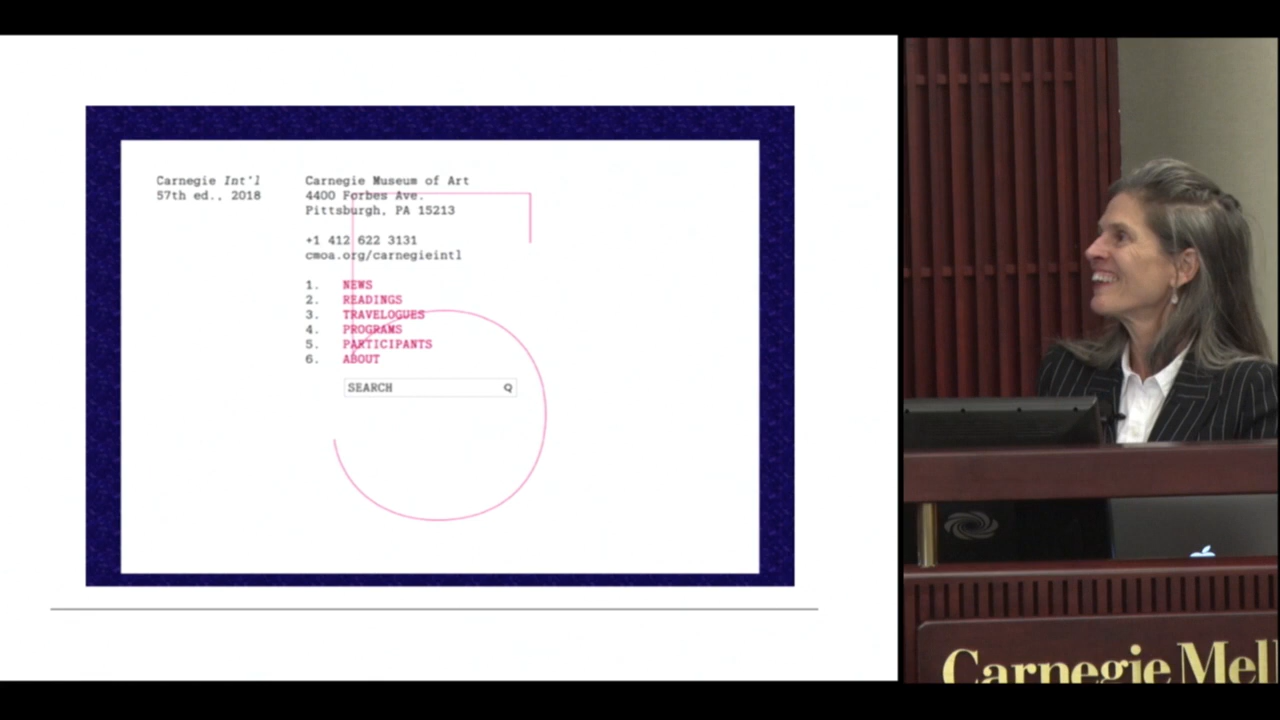 Carnegie Int'l
57th ed., 2018
Carnegie Museum of Art
4400 Forbes Ave.
Pittsburgh, PA 15213
+1 412 622 3131
cmoa.org/carnegieintl
1. NEWS
2. READINGS
3. TRAVELOGUES
4. PROGRAMS
5. PARTICIPANTS
6. ABOUT
SEARCH
5
Carnegie Mell